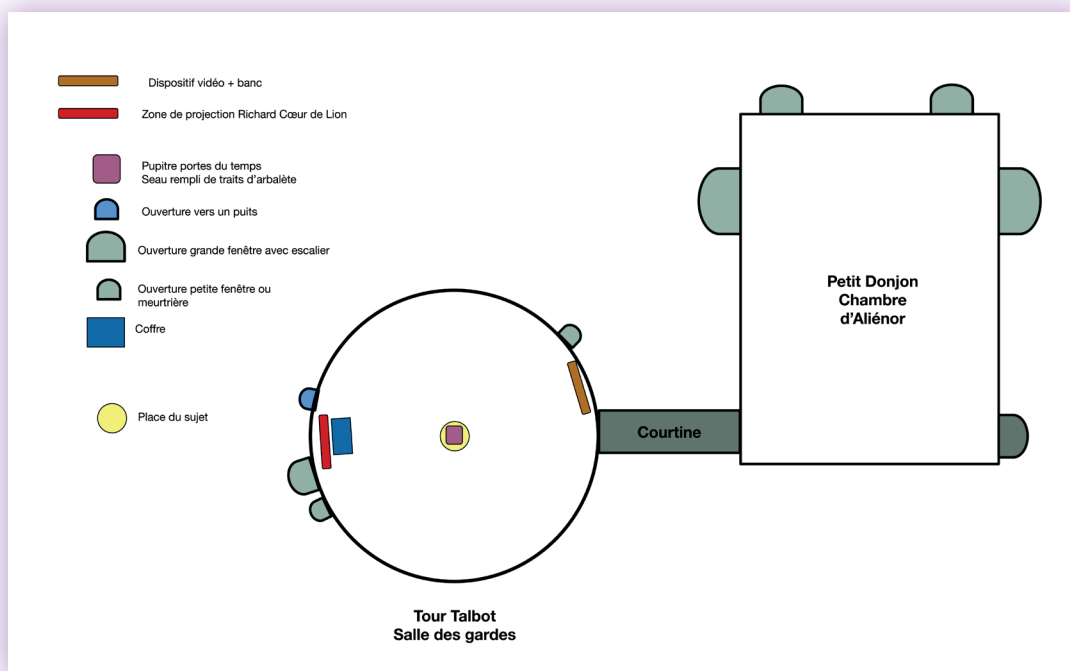 Dispositif vidéo + banc
Zone de projection Richard Cœur de Lion
Pupitre portes du temps
Seau rempli de traits d'arbalète
Ouverture vers un puits
Ouverture grande fenêtre avec escalier
Ouverture petite fenêtre ou
meurtrière
Coffre
Place du sujet
Petit Donjon
Chambre
d'Aliénor
Courtine
Tour Talbot
Salle des gardes